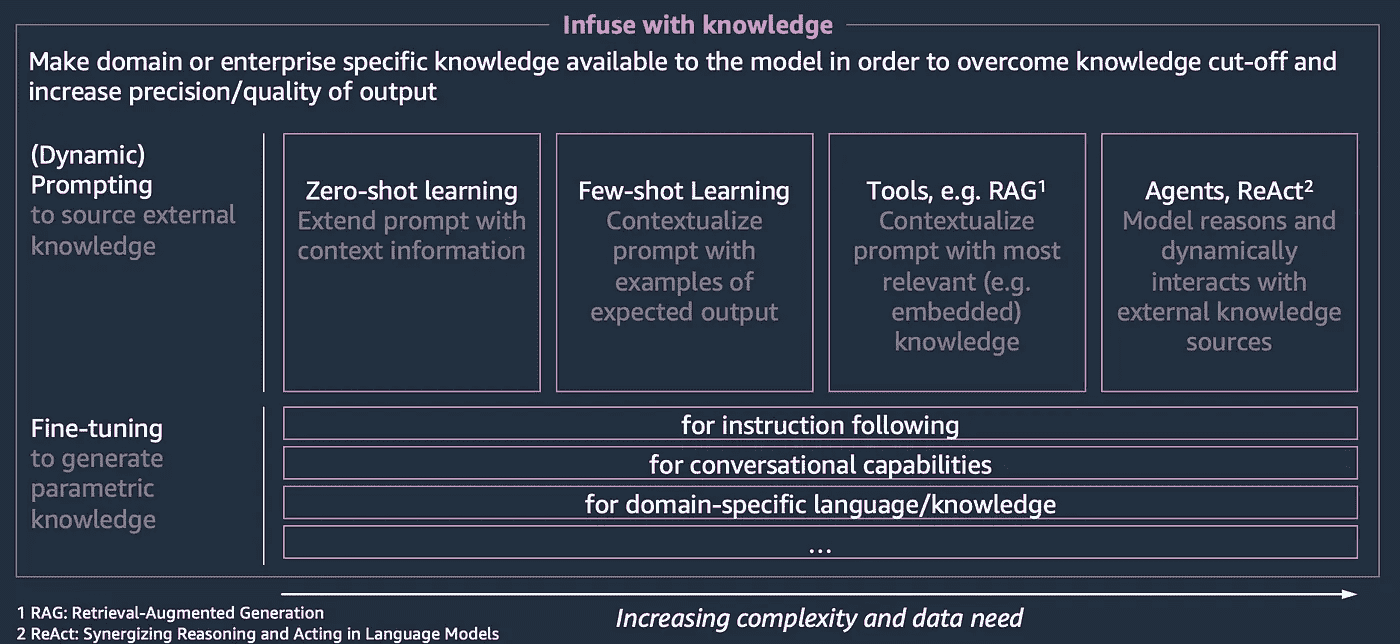 Infuse with knowledge
Make domain or enterprise specific knowledge available to the model in order to overcome knowledge cut-off and
increase precision/quality of output
(Dynamic)
Prompting
to source external
knowledge
Zero-shot learning
Extend prompt with
context information
Few-shot Learning
Contextualize
prompt with
examples of
expected output
Tools, e.g. RAG¹
Contextualize
prompt with most
relevant (e.g.
embedded)
knowledge
Agents, ReAct²
Model reasons and
dynamically
interacts with
external knowledge
sources
Fine-tuning
to generate
parametric
knowledge
for instruction following
for conversational capabilities
for domain-specific language/knowledge
...
Increasing complexity and data need
1 RAG: Retrieval-Augmented Generation
2 ReAct: Synergizing Reasoning and Acting in Language Models